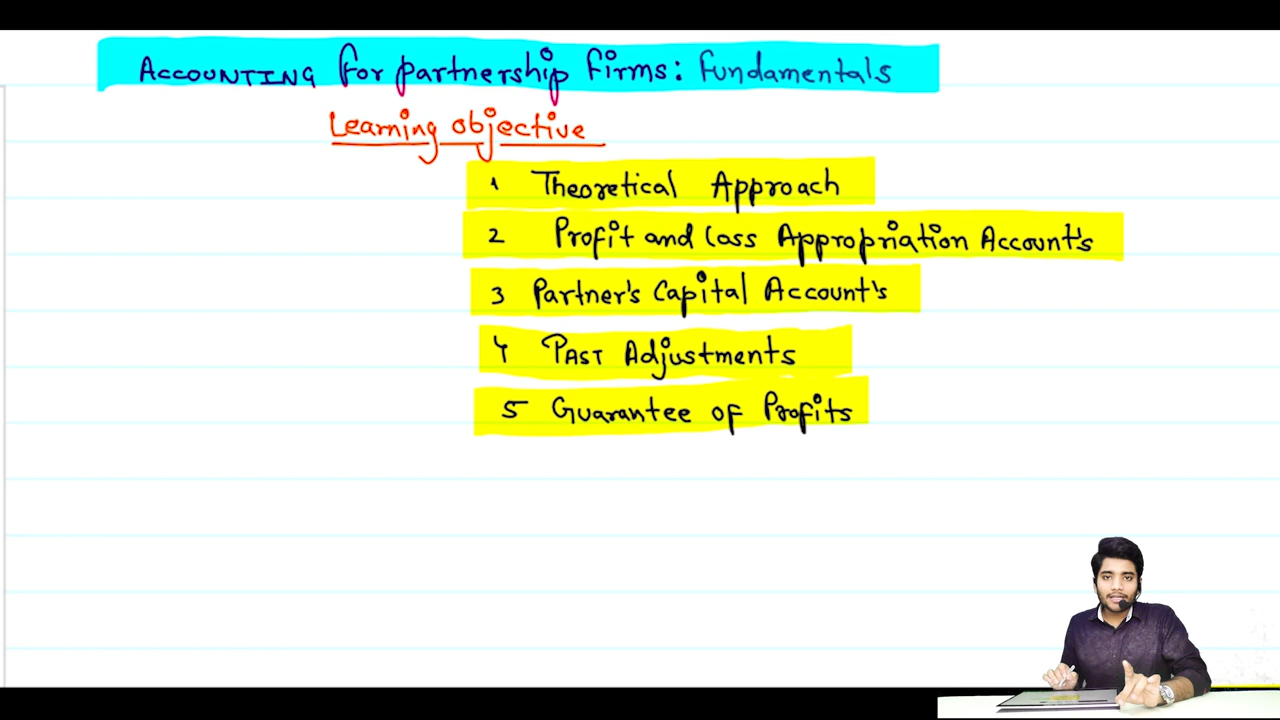 ACCOUNTING for partnership firms: Fundamentals
Learning objective
1 Theoretical Approach
2 Profit and Loss Appropriation Account's
3 Partner's Capital Account's
4 PAST Adjustments
5 Guarantee of Profits